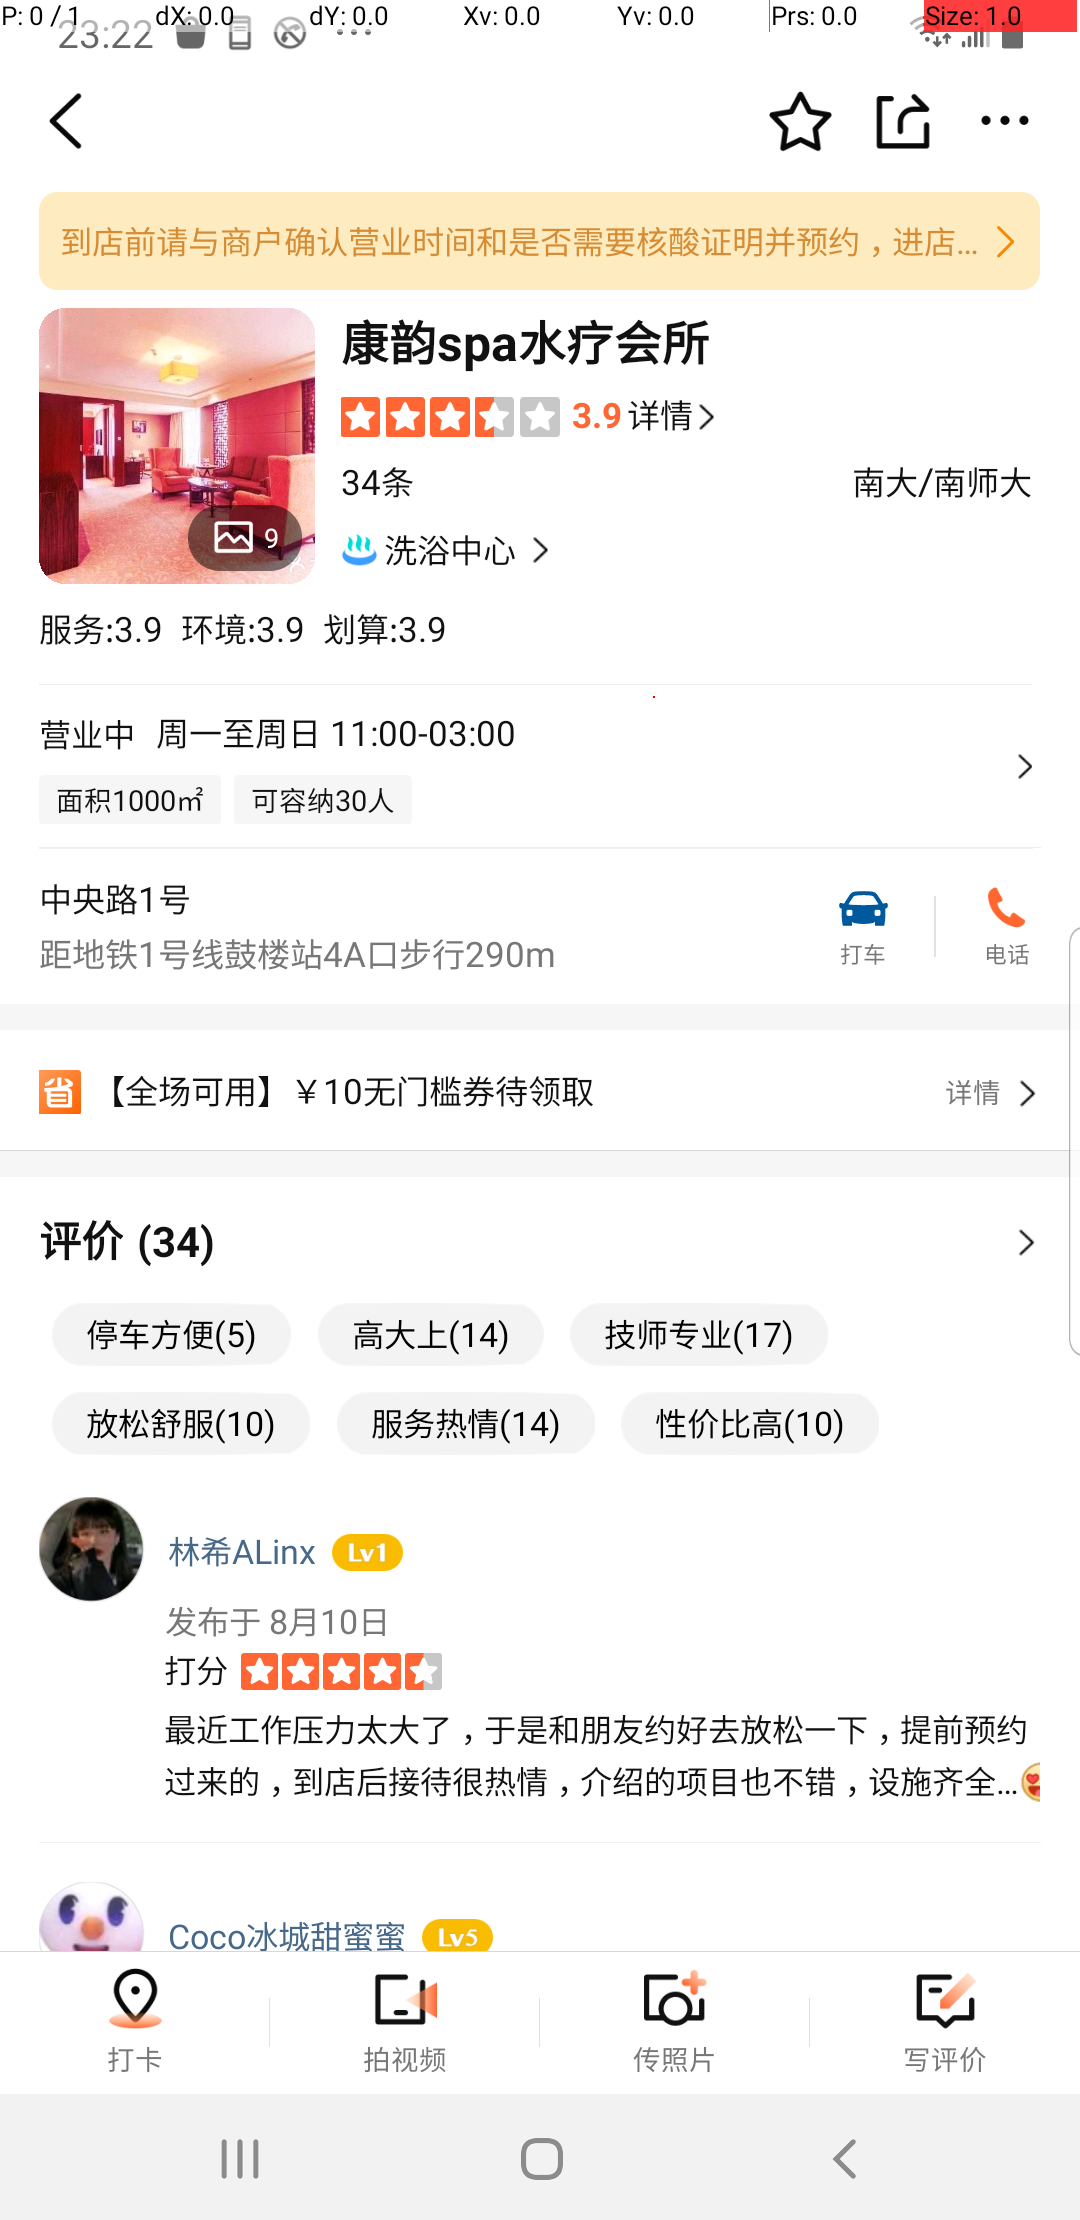 P: 0 / 1 dX: 0.0 dY: 0.0 Xv: 0.0 Yv: 0.0 Prs: 0.0 Size: 1.0
23:22
到店前请与商户确认营业时间和是否需要核酸证明并预约，进店...
康韵spa水疗会所
3.9 详情
34条 南大/南师大
9
洗浴中心
服务:3.9 环境:3.9 划算:3.9
营业中 周一至周日 11:00-03:00
面积1000㎡ 可容纳30人
中央路1号
距地铁1号线鼓楼站4A口步行290m
打车 电话
省 【全场可用】￥10无门槛券待领取 详情
评价 (34)
停车方便(5) 高大上(14) 技师专业(17)
放松舒服(10) 服务热情(14) 性价比高(10)
林希ALinx Lv1
发布于 8月10日
打分
最近工作压力太大了，于是和朋友约好去放松一下，提前预约
过来的，到店后接待很热情，介绍的项目也不错，设施齐全...
Coco冰城甜蜜蜜 Lv5
打卡 拍视频 传照片 写评价